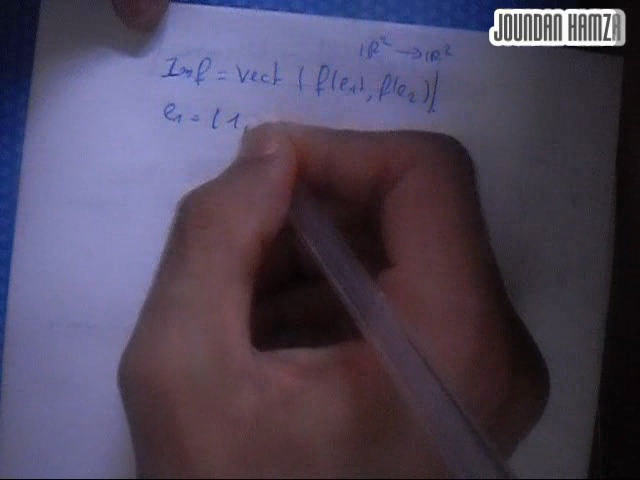 JOUNDAN HAMZA
IR² → IR²
Imf = Vect (f(e₁), f(e₂))
e₁ = (1,